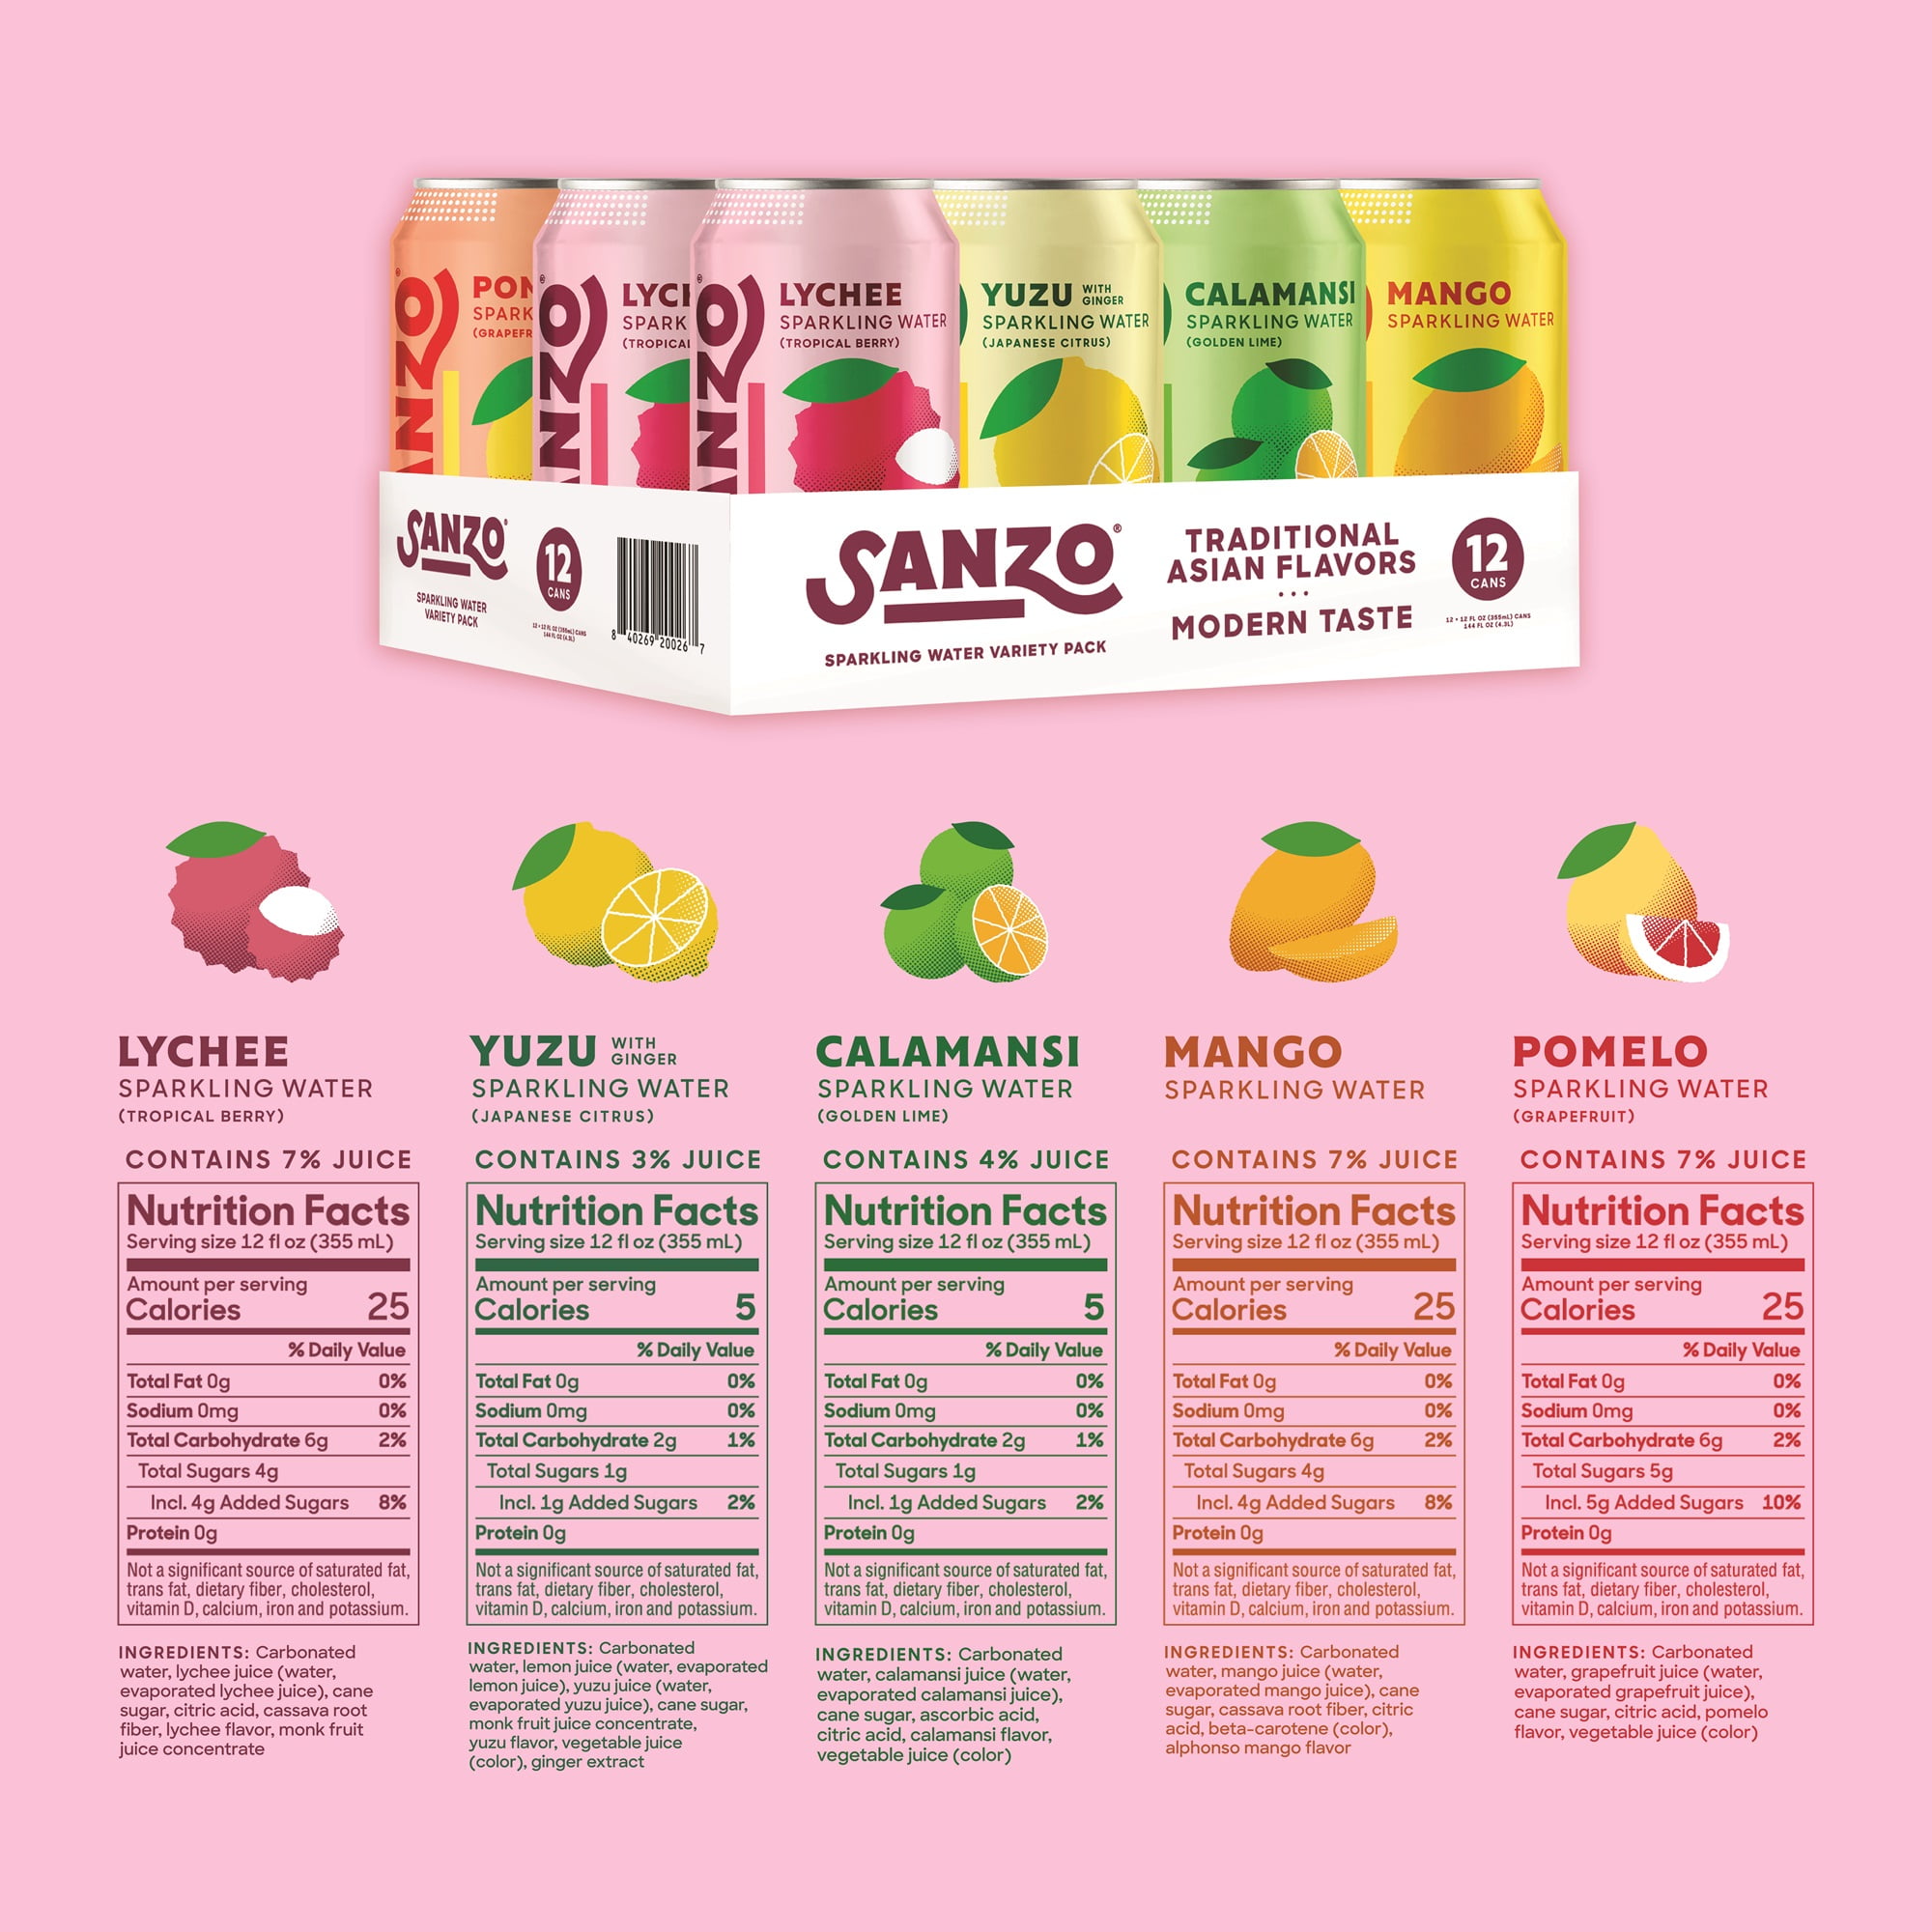 ANZO
®
PON
SPARK
(GRAPEFR
ANZO
®
LYCH
SPARK
(TROPICAL
ANZO
®
LYCHEE
SPARKLING WATER
(TROPICAL BERRY)
YUZU WITH GINGER
SPARKLING WATER
(JAPANESE CITRUS)
CALAMANSI
SPARKLING WATER
(GOLDEN LIME)
MANGO
SPARKLING WATER
SANZO®
SPARKLING WATER
VARIETY PACK
12
CANS
12 • 12 FL OZ (355mL) CANS
144 FL OZ (4.3L)
8 40269 20026 7
SANZO®
SPARKLING WATER VARIETY PACK
TRADITIONAL
ASIAN FLAVORS
...
MODERN TASTE
12
CANS
12 • 12 FL OZ (355mL) CANS
144 FL OZ (4.3L)
LYCHEE
SPARKLING WATER
(TROPICAL BERRY)
CONTAINS 7% JUICE
Nutrition Facts
Serving size 12 fl oz (355 mL)
Amount per serving
Calories 25
% Daily Value
Total Fat 0g 0%
Sodium 0mg 0%
Total Carbohydrate 6g 2%
Total Sugars 4g
Incl. 4g Added Sugars 8%
Protein 0g
Not a significant source of saturated fat,
trans fat, dietary fiber, cholesterol,
vitamin D, calcium, iron and potassium.
INGREDIENTS: Carbonated
water, lychee juice (water,
evaporated lychee juice), cane
sugar, citric acid, cassava root
fiber, lychee flavor, monk fruit
juice concentrate
YUZU WITH GINGER
SPARKLING WATER
(JAPANESE CITRUS)
CONTAINS 3% JUICE
Nutrition Facts
Serving size 12 fl oz (355 mL)
Amount per serving
Calories 5
% Daily Value
Total Fat 0g 0%
Sodium 0mg 0%
Total Carbohydrate 2g 1%
Total Sugars 1g
Incl. 1g Added Sugars 2%
Protein 0g
Not a significant source of saturated fat,
trans fat, dietary fiber, cholesterol,
vitamin D, calcium, iron and potassium.
INGREDIENTS: Carbonated
water, lemon juice (water, evaporated
lemon juice), yuzu juice (water,
evaporated yuzu juice), cane sugar,
monk fruit juice concentrate,
yuzu flavor, vegetable juice
(color), ginger extract
CALAMANSI
SPARKLING WATER
(GOLDEN LIME)
CONTAINS 4% JUICE
Nutrition Facts
Serving size 12 fl oz (355 mL)
Amount per serving
Calories 5
% Daily Value
Total Fat 0g 0%
Sodium 0mg 0%
Total Carbohydrate 2g 1%
Total Sugars 1g
Incl. 1g Added Sugars 2%
Protein 0g
Not a significant source of saturated fat,
trans fat, dietary fiber, cholesterol,
vitamin D, calcium, iron and potassium.
INGREDIENTS: Carbonated
water, calamansi juice (water,
evaporated calamansi juice),
cane sugar, ascorbic acid,
citric acid, calamansi flavor,
vegetable juice (color)
MANGO
SPARKLING WATER
CONTAINS 7% JUICE
Nutrition Facts
Serving size 12 fl oz (355 mL)
Amount per serving
Calories 25
% Daily Value
Total Fat 0g 0%
Sodium 0mg 0%
Total Carbohydrate 6g 2%
Total Sugars 4g
Incl. 4g Added Sugars 8%
Protein 0g
Not a significant source of saturated fat,
trans fat, dietary fiber, cholesterol,
vitamin D, calcium, iron and potassium.
INGREDIENTS: Carbonated
water, mango juice (water,
evaporated mango juice), cane
sugar, cassava root fiber, citric
acid, beta-carotene (color),
alphonso mango flavor
POMELO
SPARKLING WATER
(GRAPEFRUIT)
CONTAINS 7% JUICE
Nutrition Facts
Serving size 12 fl oz (355 mL)
Amount per serving
Calories 25
% Daily Value
Total Fat 0g 0%
Sodium 0mg 0%
Total Carbohydrate 6g 2%
Total Sugars 5g
Incl. 5g Added Sugars 10%
Protein 0g
Not a significant source of saturated fat,
trans fat, dietary fiber, cholesterol,
vitamin D, calcium, iron and potassium.
INGREDIENTS: Carbonated
water, grapefruit juice (water,
evaporated grapefruit juice),
cane sugar, citric acid, pomelo
flavor, vegetable juice (color)